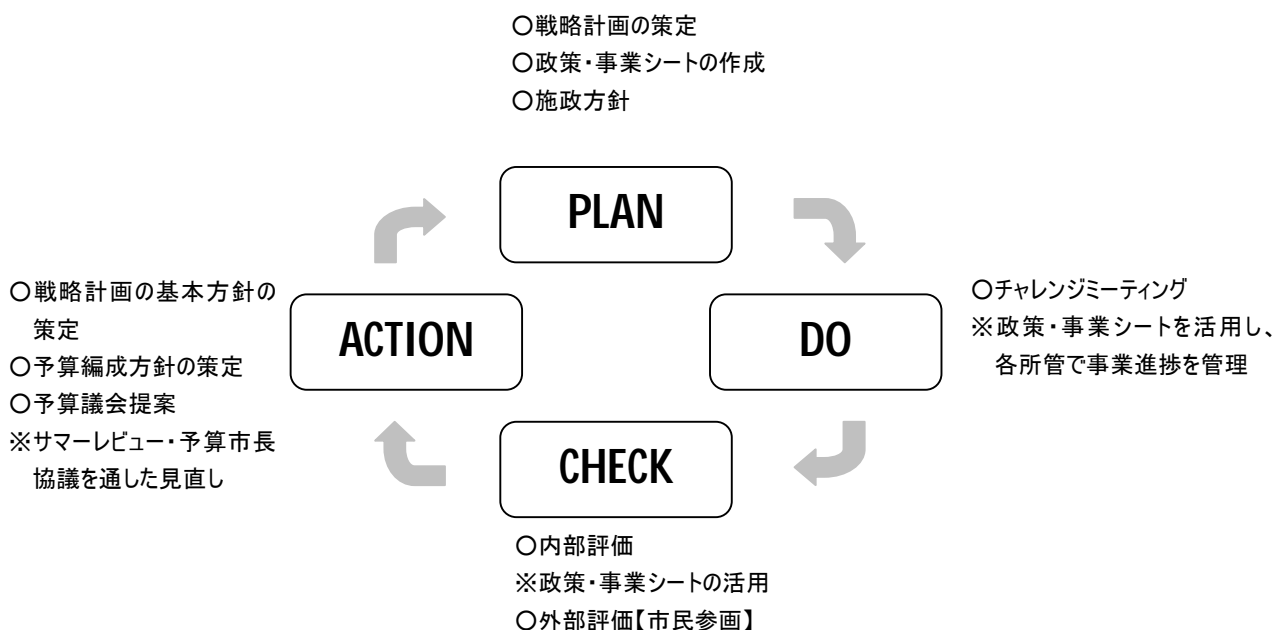 ○戦略計画の策定
○政策・事業シートの作成
○施政方針
PLAN
○戦略計画の基本方針の
策定
○予算編成方針の策定
○予算議会提案
※サマーレビュー・予算市長
協議を通した見直し
ACTION
DO
○チャレンジミーティング
※政策・事業シートを活用し、
各所管で事業進捗を管理
CHECK
○内部評価
※政策・事業シートの活用
○外部評価【市民参画】